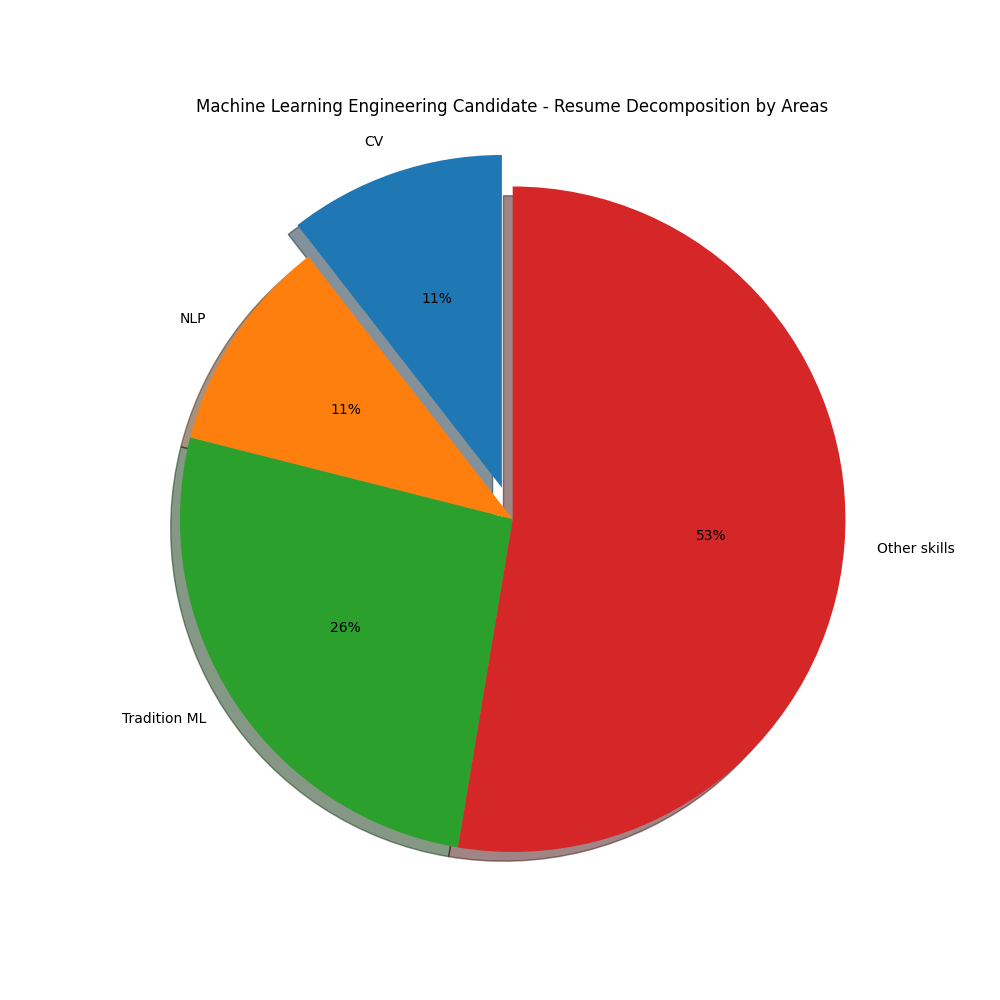 Machine Learning Engineering Candidate - Resume Decomposition by Areas
CV
11%
NLP
11%
53%
Other skills
26%
Tradition ML